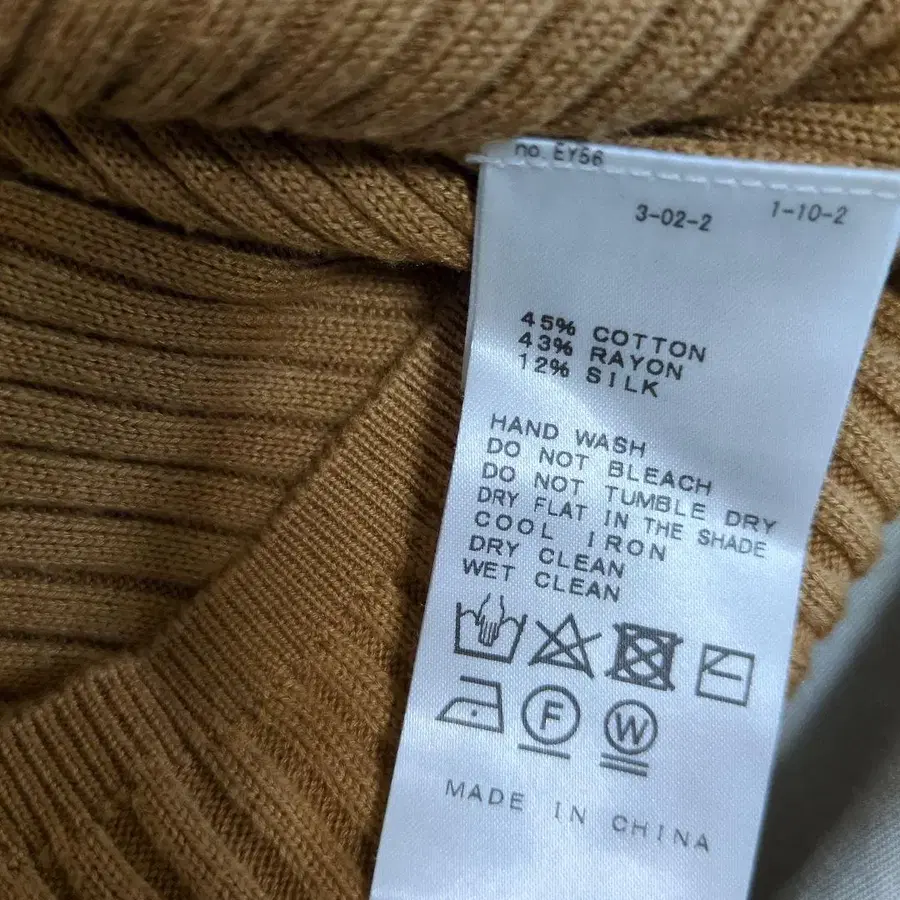 no. EY56
3-02-2 1-10-2
45% COTTON
43% RAYON
12% SILK
HAND WASH
DO NOT BLEACH
DO NOT TUMBLE DRY
DRY FLAT IN THE SHADE
COOL IRON
DRY CLEAN
WET CLEAN
F
W
MADE IN CHINA